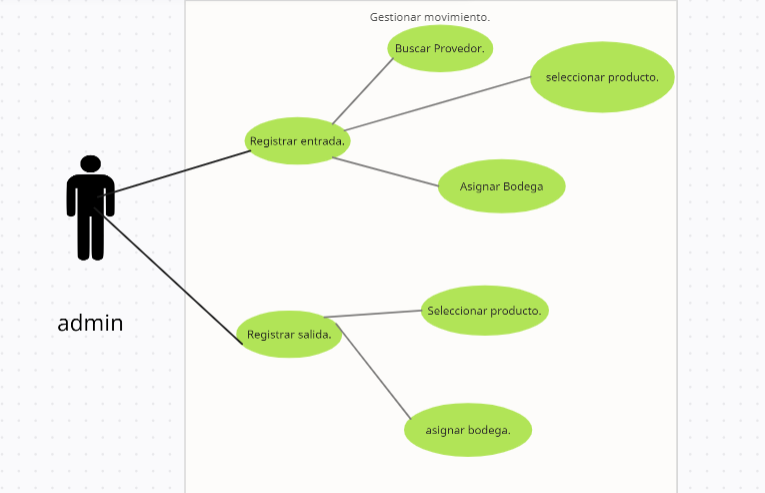 Gestionar movimiento.
Buscar Provedor.
seleccionar producto.
Registrar entrada.
Asignar Bodega
admin
Seleccionar producto.
Registrar salida.
asignar bodega.